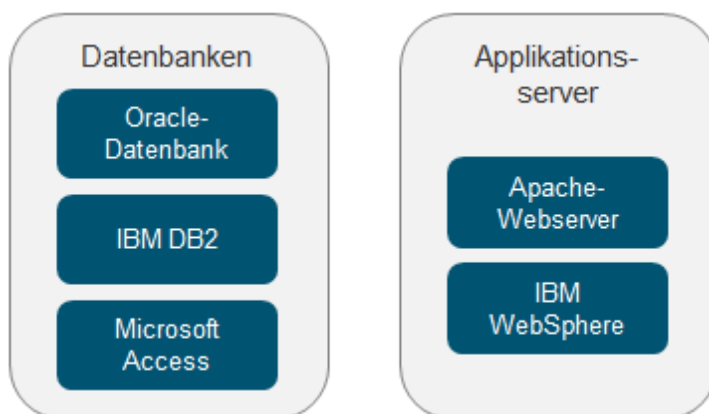 Datenbanken
Oracle-
Datenbank
IBM DB2
Microsoft
Access
Applikations-
server
Apache-
Webserver
IBM
WebSphere